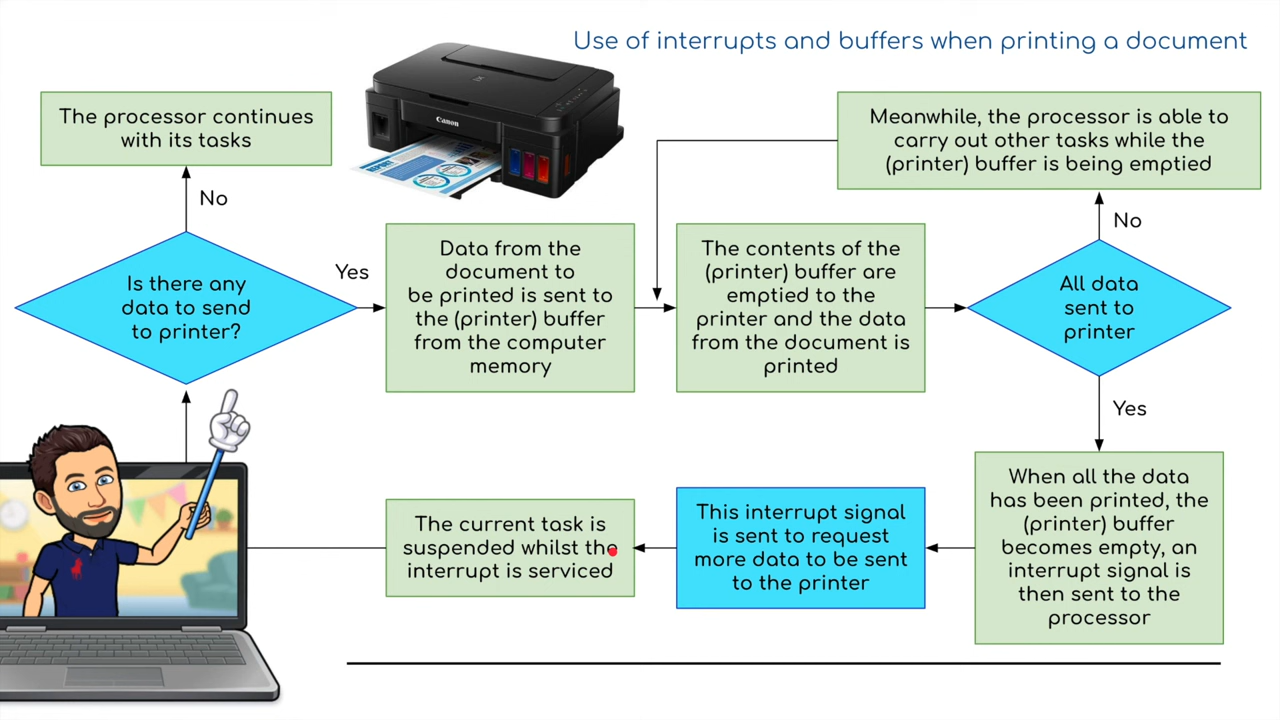 Use of interrupts and buffers when printing a document
The processor continues
with its tasks
No
Canon
REPORT
Meanwhile, the processor is able to
carry out other tasks while the
(printer) buffer is being emptied
No
Is there any
data to send
to printer?
Yes
Data from the
document to
be printed is sent to
the (printer) buffer
from the computer
memory
The contents of the
(printer) buffer are
emptied to the
printer and the data
from the document is
printed
All data
sent to
printer
Yes
The current task is
suspended whilst the
interrupt is serviced
This interrupt signal
is sent to request
more data to be sent
to the printer
When all the data
has been printed, the
(printer) buffer
becomes empty, an
interrupt signal is
then sent to the
processor